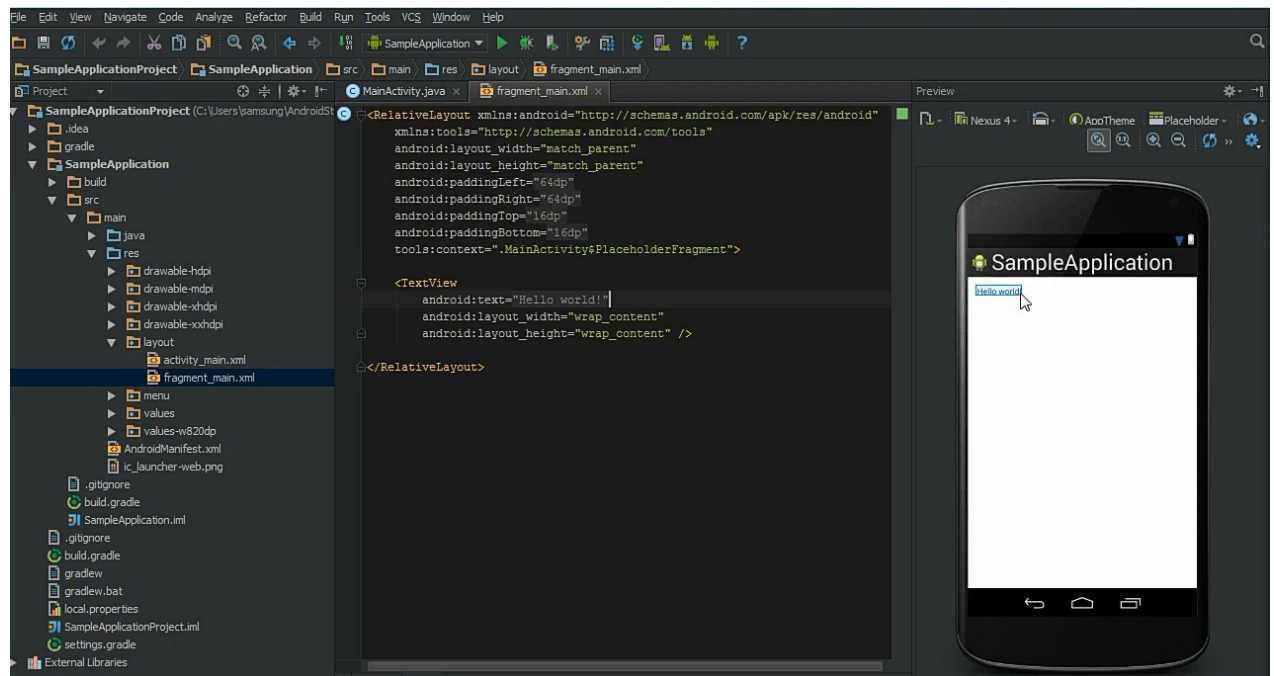 File Edit View Navigate Code Analyze Refactor Build Run Tools VCS Window Help
SampleApplication
SampleApplicationProject SampleApplication src main res layout fragment_main.xml
Project
MainActivity.java
fragment_main.xml
Preview
SampleApplicationProject (C:\Users\samsung\AndroidSt
.idea
gradle
SampleApplication
build
src
main
java
res
drawable-hdpi
drawable-mdpi
drawable-xhdpi
drawable-xxhdpi
layout
activity_main.xml
fragment_main.xml
menu
values
values-w820dp
AndroidManifest.xml
ic_launcher-web.png
.gitignore
build.gradle
SampleApplication.iml
.gitignore
build.gradle
gradlew
gradlew.bat
local.properties
SampleApplicationProject.iml
settings.gradle
External Libraries
<RelativeLayout xmlns:android="http://schemas.android.com/apk/res/android"
xmlns:tools="http://schemas.android.com/tools"
android:layout_width="match_parent"
android:layout_height="match_parent"
android:paddingLeft="64dp"
android:paddingRight="64dp"
android:paddingTop="16dp"
android:paddingBottom="16dp"
tools:context=".MainActivity$PlaceholderFragment">
<TextView
android:text="Hello world!"
android:layout_width="wrap_content"
android:layout_height="wrap_content" />
</RelativeLayout>
Nexus 4 AppTheme Placeholder
SampleApplication
Hello world!